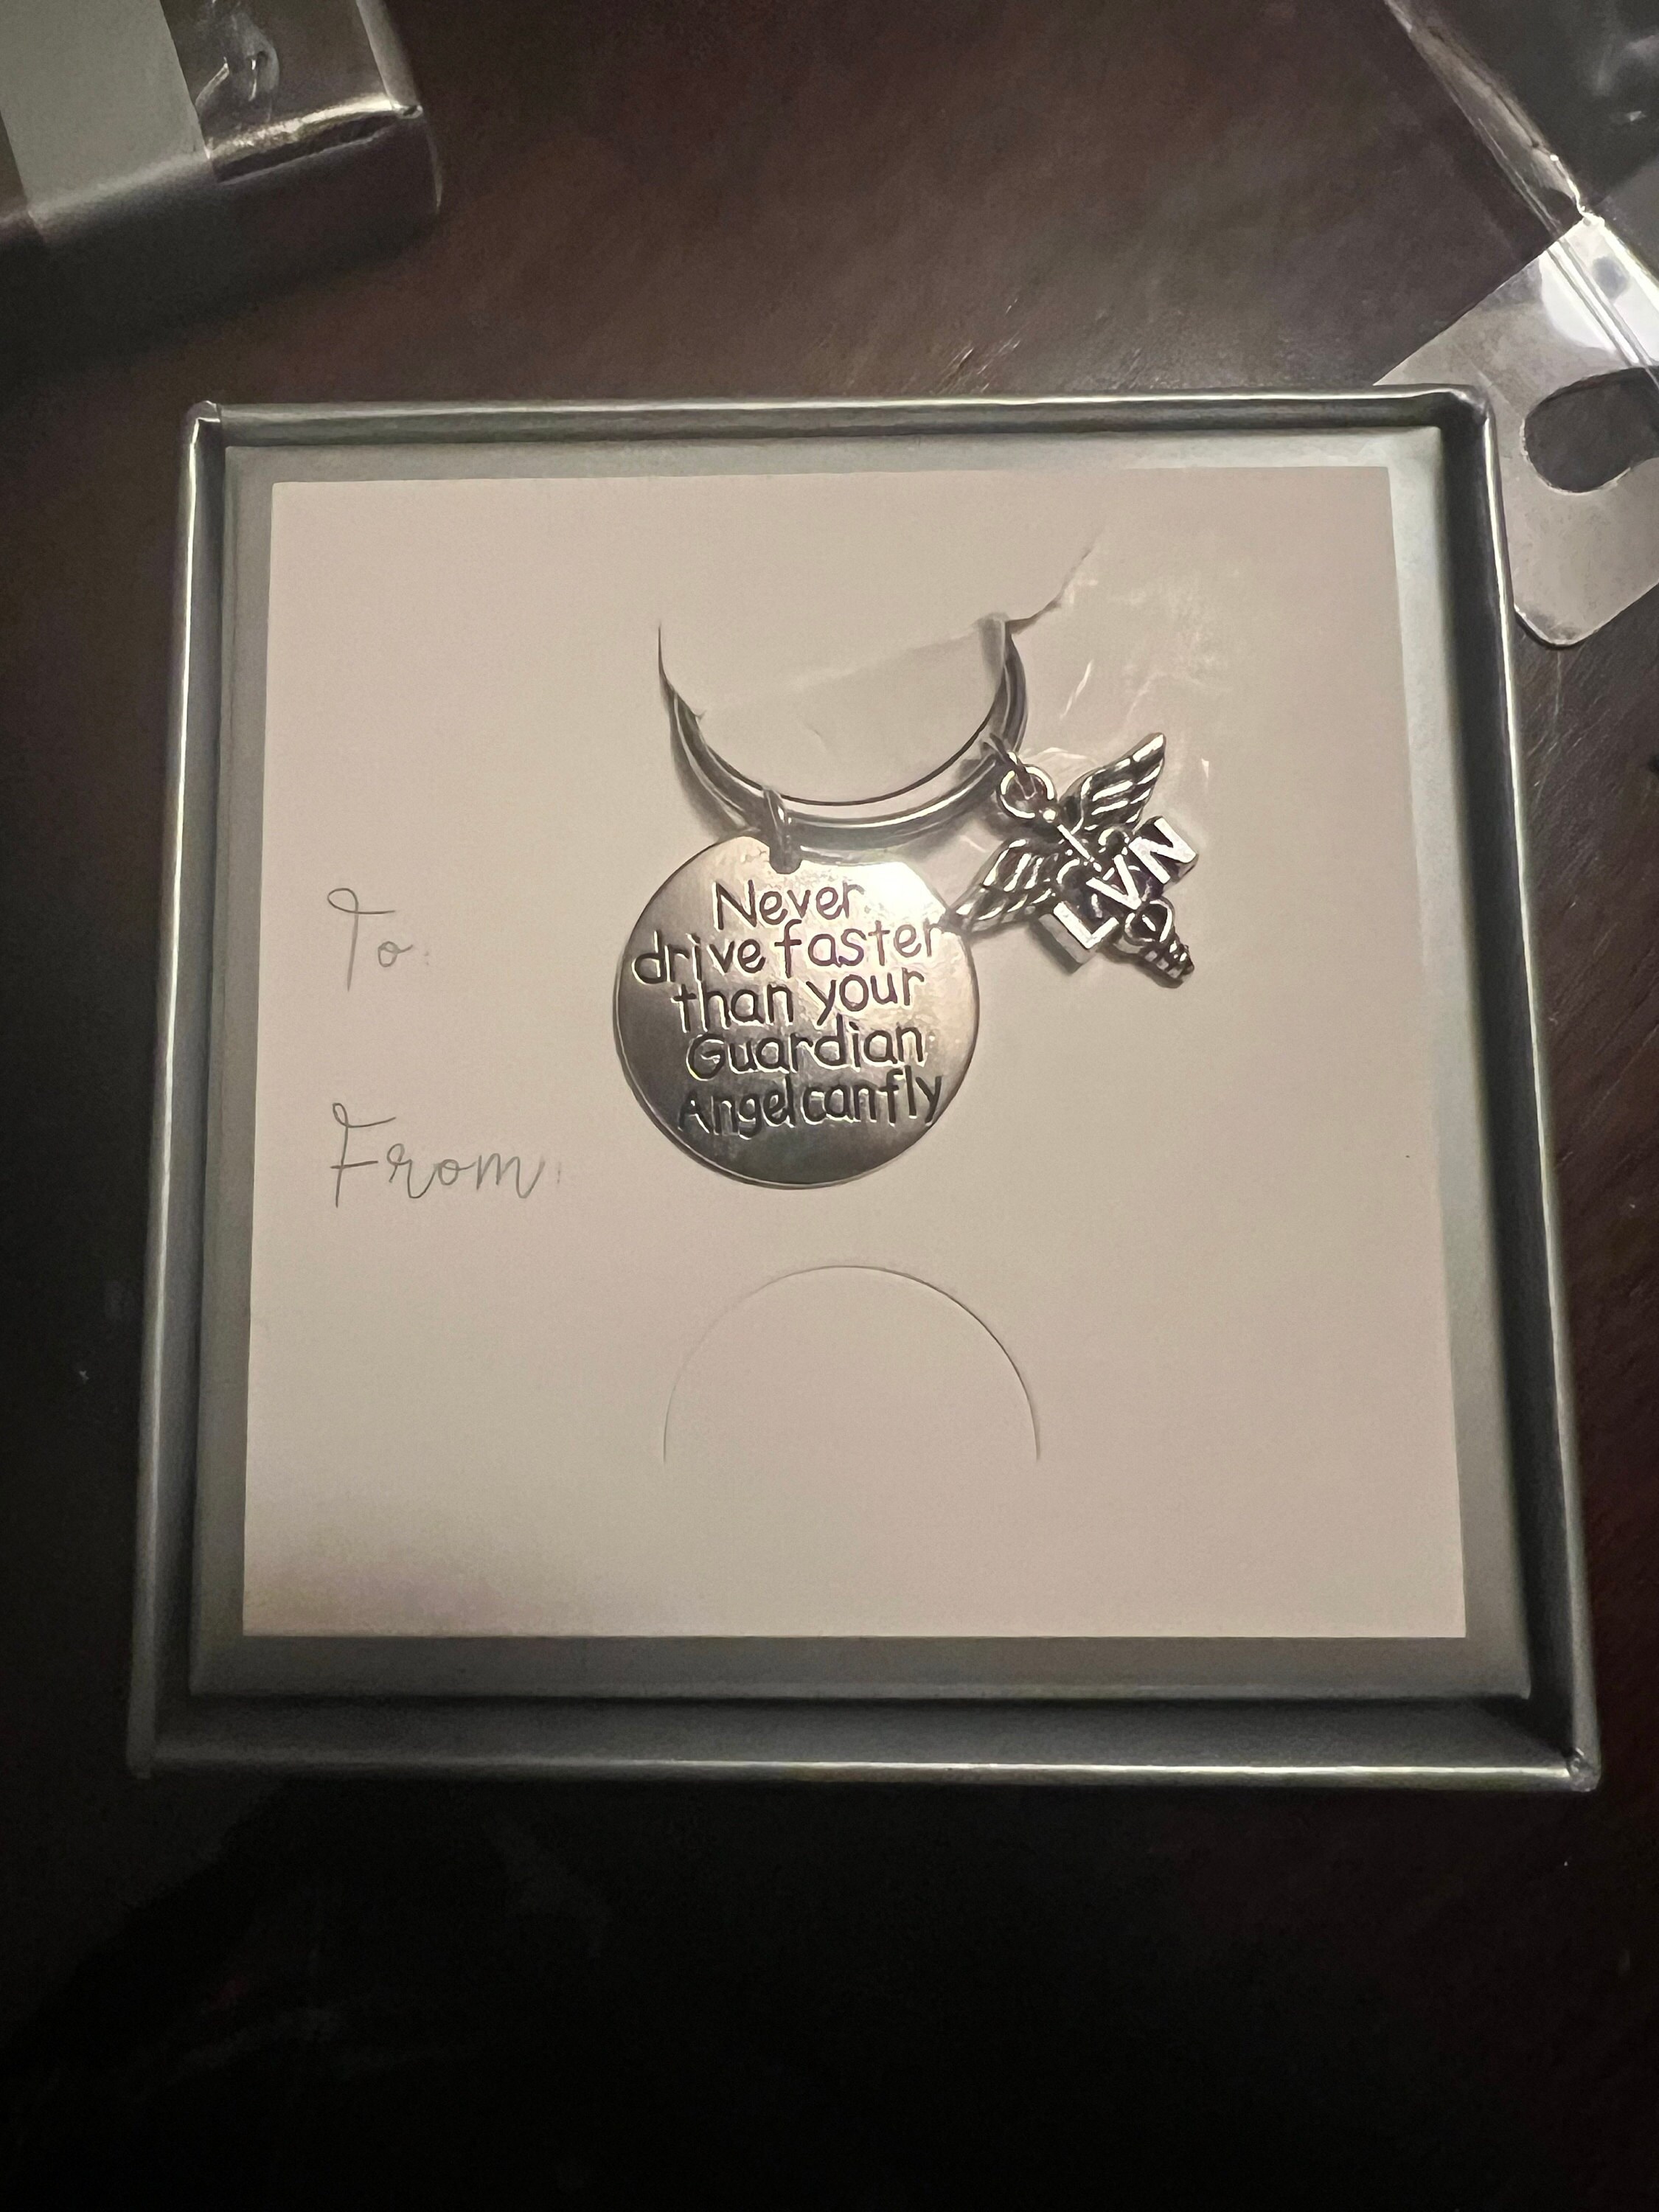 Never
drive faster
than your
Guardian
Angel can fly
LVN
To:
From: